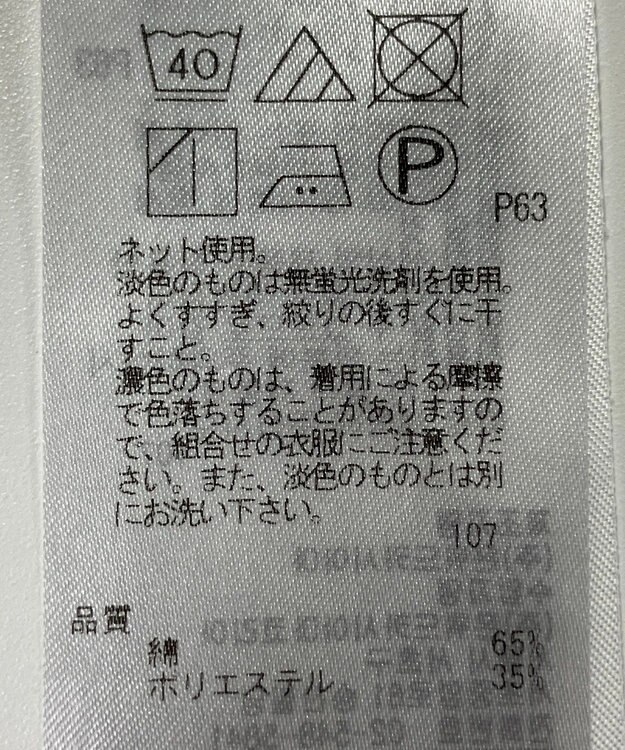 40
P
P63
ネット使用。
淡色のものは無蛍光洗剤を使用。
よくすすぎ、絞りの後すぐに干
すこと。
濃色のものは、着用による摩擦
で色落ちすることがありますの
で、組合せの衣服にご注意くだ
さい。また、淡色のものとは別
にお洗い下さい。
107
品質
綿 65%
ポリエステル 35%